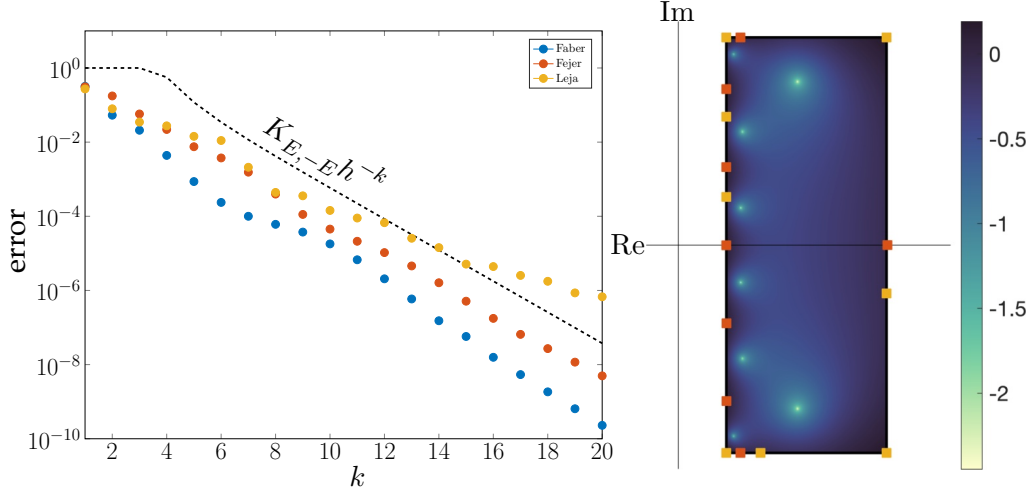 error
10^0
10^{-2}
10^{-4}
10^{-6}
10^{-8}
10^{-10}
Faber
Fejer
Leja
K_{E,-E}h^{-k}
2 4 6 8 10 12 14 16 18 20
k
Im
Re
0
-0.5
-1
-1.5
-2